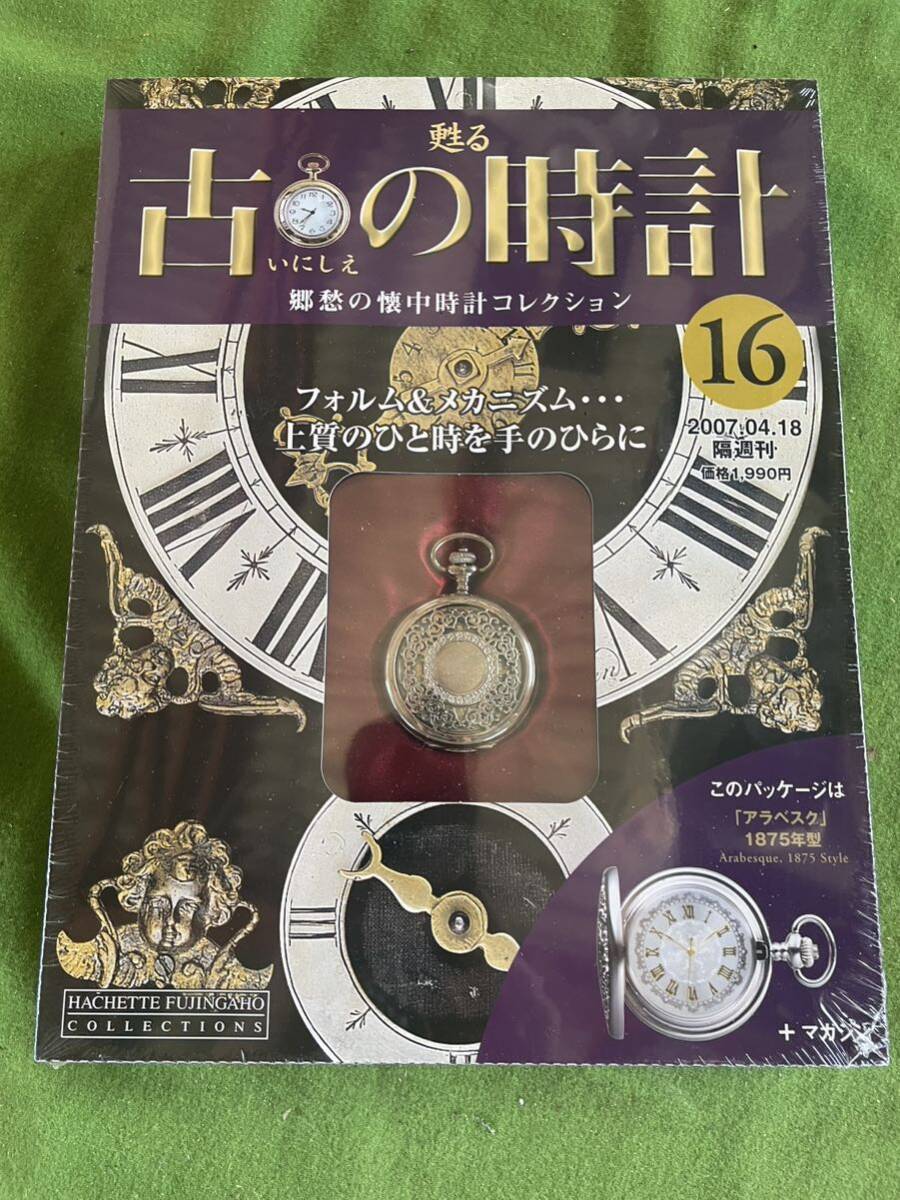 甦る
古の時計
いにしえ
郷愁の懐中時計コレクション
16
2007.04.18
隔週刊
価格1,990円
フォルム&メカニズム・・・
上質のひと時を手のひらに
このパッケージは
「アラベスク」
1875年型
Arabesque, 1875 Style
+マガジン
HACHETTE FUJINGAHO
COLLECTIONS